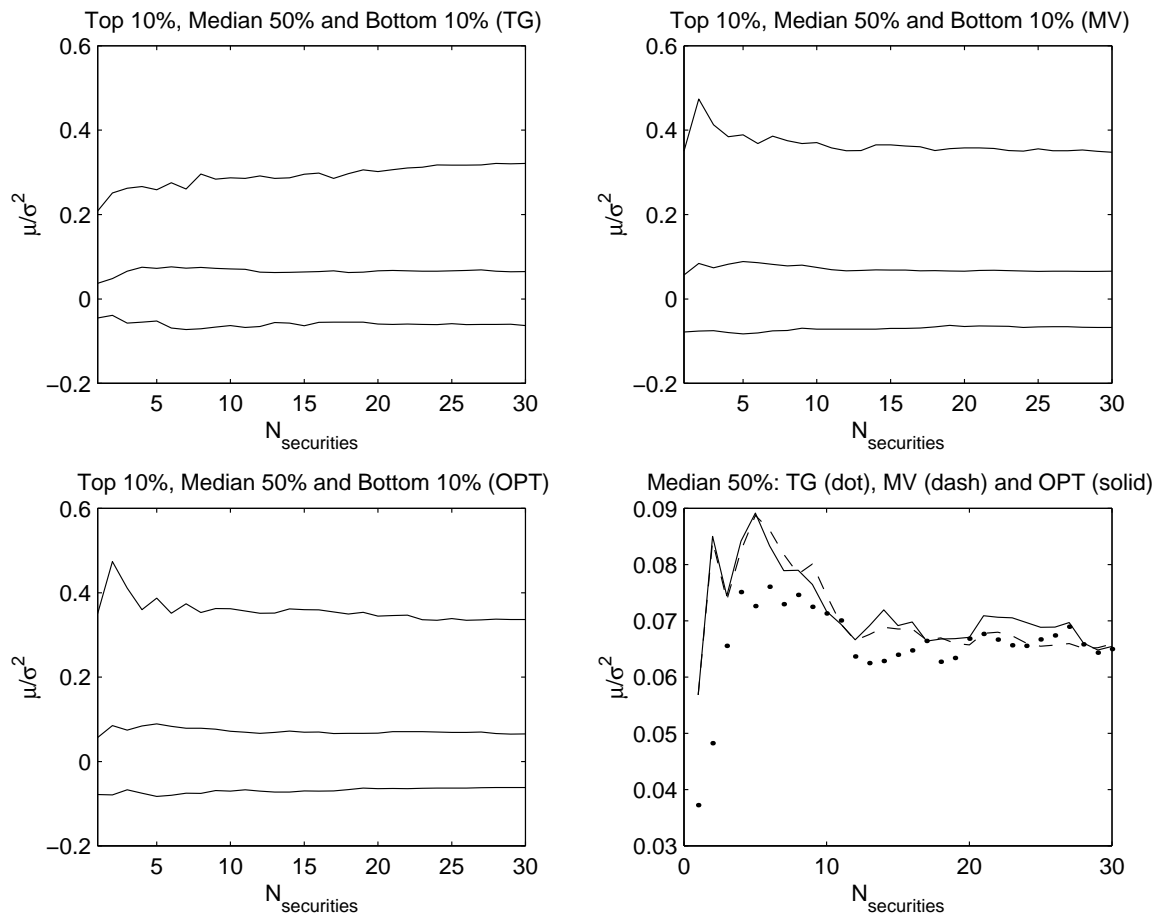 Top 10%, Median 50% and Bottom 10% (TG)
0.6
0.4
0.2
0
−0.2
μ/σ²
5 10 15 20 25 30
N_securities
Top 10%, Median 50% and Bottom 10% (MV)
0.6
0.4
0.2
0
−0.2
μ/σ²
5 10 15 20 25 30
N_securities
Top 10%, Median 50% and Bottom 10% (OPT)
0.6
0.4
0.2
0
−0.2
μ/σ²
5 10 15 20 25 30
N_securities
Median 50%: TG (dot), MV (dash) and OPT (solid)
0.09
0.08
0.07
0.06
0.05
0.04
0.03
μ/σ²
0 10 20 30
N_securities